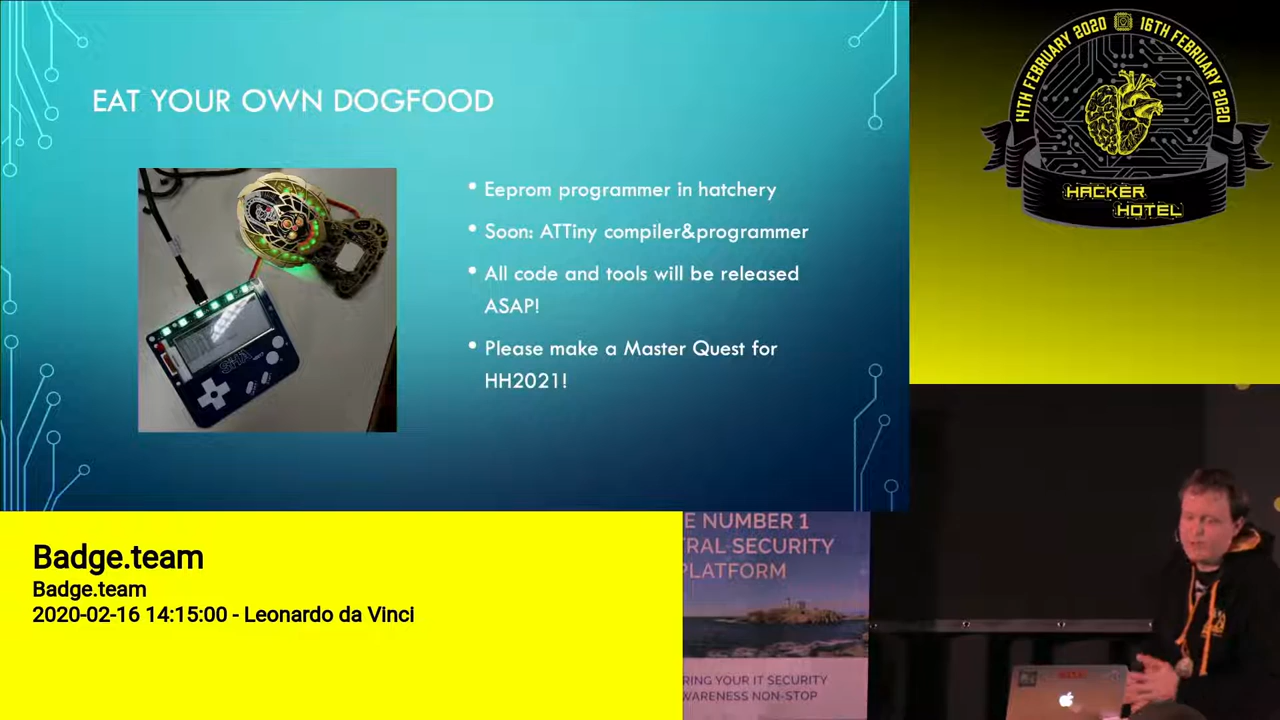 EAT YOUR OWN DOGFOOD
• Eeprom programmer in hatchery
• Soon: ATTiny compiler&programmer
• All code and tools will be released
ASAP!
• Please make a Master Quest for
HH2021!
SHA
14TH FEBRUARY 2020
16TH FEBRUARY 2020
HACKER
HOTEL
Badge.team
Badge.team
2020-02-16 14:15:00 - Leonardo da Vinci
E NUMBER 1
TRAL SECURITY
PLATFORM
RING YOUR IT SECURITY
WARENESS NON-STOP